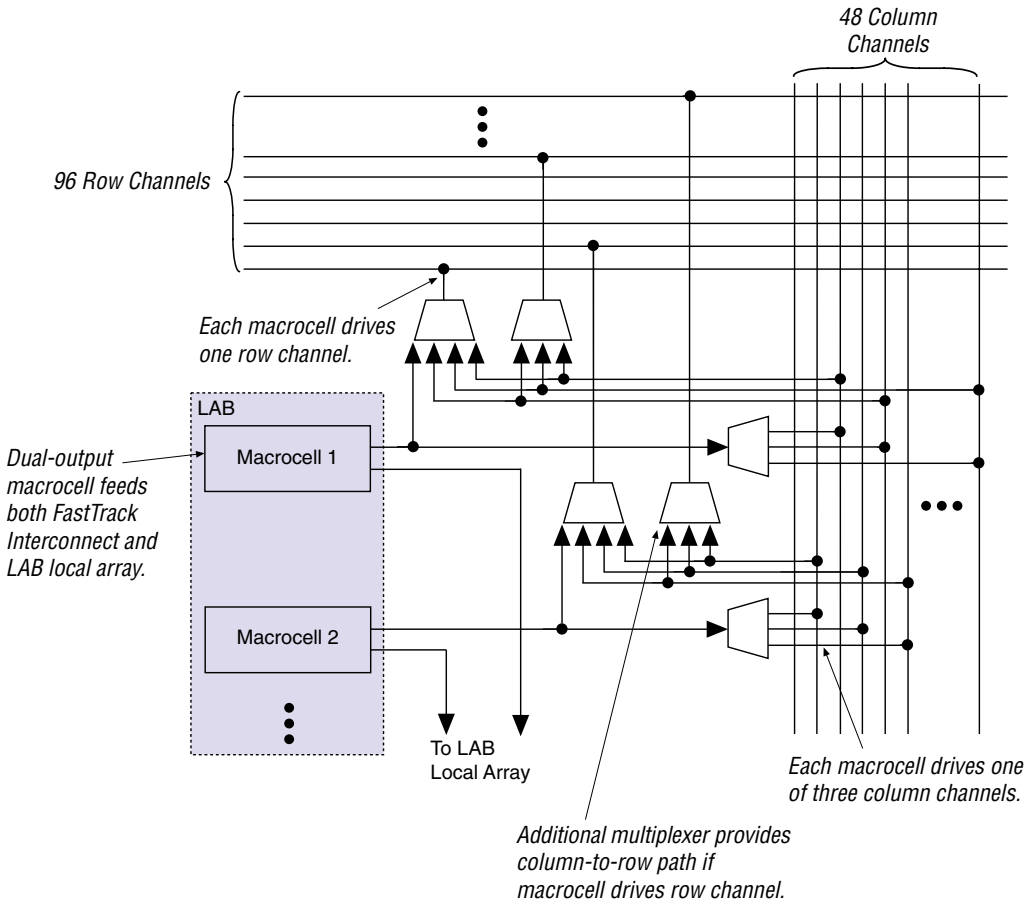 48 Column
Channels
96 Row Channels
Each macrocell drives
one row channel.
LAB
Macrocell 1
Dual-output
macrocell feeds
both FastTrack
Interconnect and
LAB local array.
Macrocell 2
To LAB
Local Array
Each macrocell drives one
of three column channels.
Additional multiplexer provides
column-to-row path if
macrocell drives row channel.